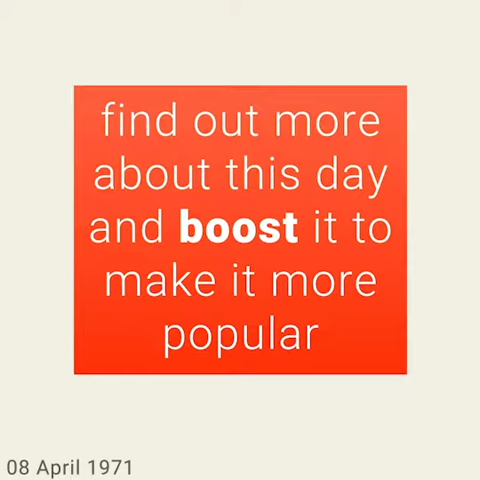 find out more
about this day
and boost it to
make it more
popular
08 April 1971